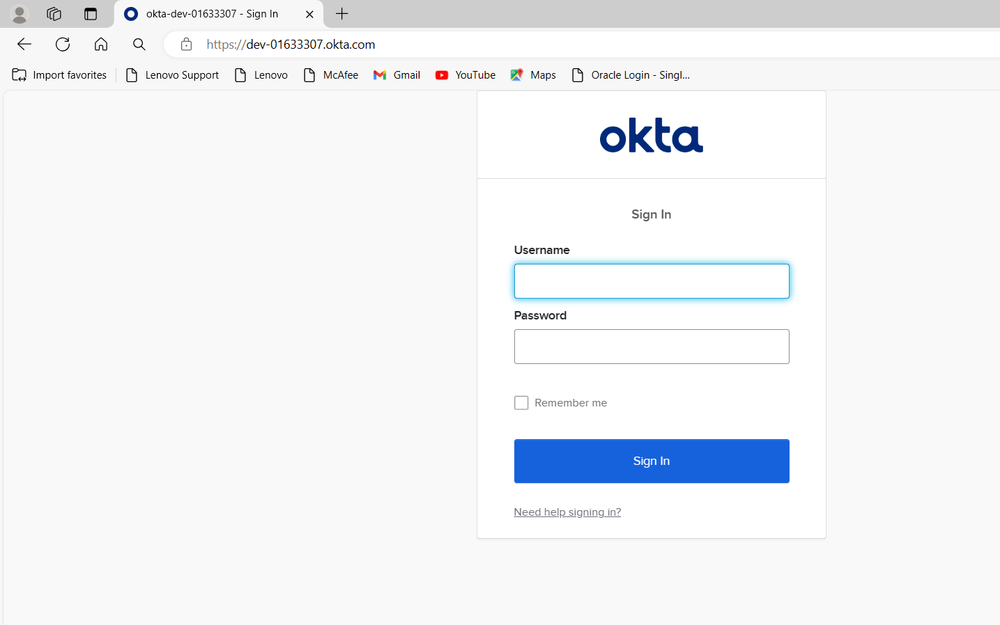 okta-dev-01633307 - Sign In
https://dev-01633307.okta.com
Import favorites Lenovo Support Lenovo McAfee Gmail YouTube Maps Oracle Login - Singl...
okta
Sign In
Username
Password
Remember me
Sign In
Need help signing in?